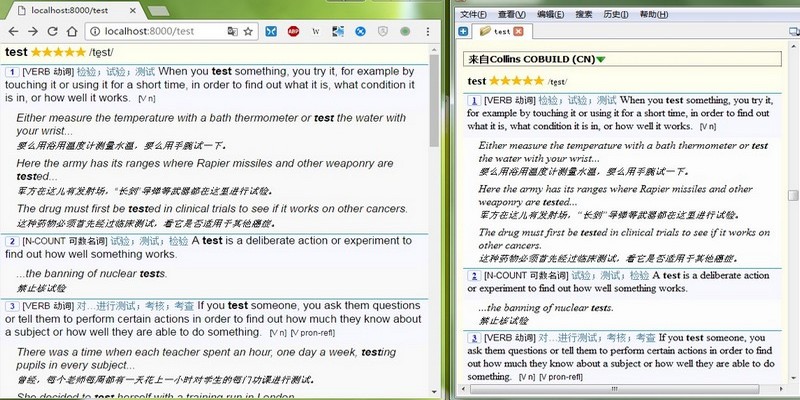 localhost:8000/test
localhost:8000/test
test ★★★★★ /test/
1 [VERB 动词] 检验；试验；测试 When you test something, you try it, for example by
touching it or using it for a short time, in order to find out what it is, what condition it
is in, or how well it works. [V n]
Either measure the temperature with a bath thermometer or test the water with
your wrist...
要么用浴用温度计测量水温，要么用手腕试一下。
Here the army has its ranges where Rapier missiles and other weaponry are
tested...
军方在这儿有发射场，“长剑”导弹等武器都在这里进行试验。
The drug must first be tested in clinical trials to see if it works on other cancers.
这种药物必须首先经过临床测试，看它是否适用于其他癌症。
2 [N-COUNT 可数名词] 试验；测试；检验 A test is a deliberate action or experiment to
find out how well something works.
...the banning of nuclear tests.
禁止核试验
3 [VERB 动词] 对…进行测试；考核；考查 If you test someone, you ask them questions
or tell them to perform certain actions in order to find out how much they know about
a subject or how well they are able to do something. [V n] [V pron-refl]
There was a time when each teacher spent an hour, one day a week, testing
pupils in every subject...
曾经，每个老师每周都有一天花上一小时对学生的每门功课进行测试。
She decided to test herself with a training run in London
文件(F) 查看(V) 编辑(E) 搜索 历史(I) 帮助(H)
test
来自Collins COBUILD (CN)
test ★★★★★ /test/
1 [VERB 动词] 检验；试验；测试 When you test something, you try it,
for example by touching it or using it for a short time, in order to find out
what it is, what condition it is in, or how well it works. [V n]
Either measure the temperature with a bath thermometer or test
the water with your wrist...
要么用浴用温度计测量水温，要么用手腕试一下。
Here the army has its ranges where Rapier missiles and other
weaponry are tested...
军方在这儿有发射场，“长剑”导弹等武器都在这里进行试验。
The drug must first be tested in clinical trials to see if it works on
other cancers.
这种药物必须首先经过临床测试，看它是否适用于其他癌症。
2 [N-COUNT 可数名词] 试验；测试；检验 A test is a deliberate action
or experiment to find out how well something works.
...the banning of nuclear tests.
禁止核试验
3 [VERB 动词] 对…进行测试；考核；考查 If you test someone, you
ask them questions or tell them to perform certain actions in order to find
out how much they know about a subject or how well they are able to do
something. [V n] [V pron-refl]